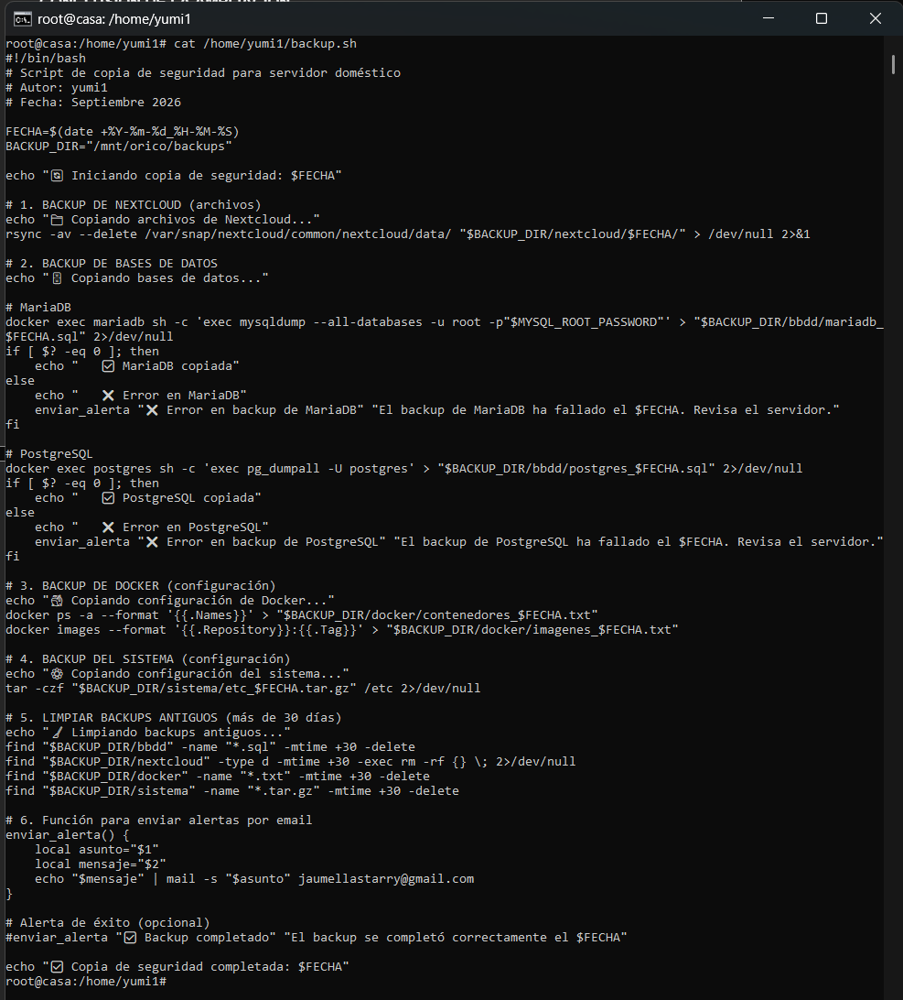 root@casa: /home/yumi1
root@casa:/home/yumi1# cat /home/yumi1/backup.sh
#!/bin/bash
# Script de copia de seguridad para servidor doméstico
# Autor: yumi1
# Fecha: Septiembre 2026

FECHA=$(date +%Y-%m-%d_%H-%M-%S)
BACKUP_DIR="/mnt/orico/backups"

echo "🔄 Iniciando copia de seguridad: $FECHA"

# 1. BACKUP DE NEXTCLOUD (archivos)
echo "📁 Copiando archivos de Nextcloud..."
rsync -av --delete /var/snap/nextcloud/common/nextcloud/data/ "$BACKUP_DIR/nextcloud/$FECHA/" > /dev/null 2>&1

# 2. BACKUP DE BASES DE DATOS
echo "🗄 Copiando bases de datos..."

# MariaDB
docker exec mariadb sh -c 'exec mysqldump --all-databases -u root -p"$MYSQL_ROOT_PASSWORD"' > "$BACKUP_DIR/bbdd/mariadb_
$FECHA.sql" 2>/dev/null
if [ $? -eq 0 ]; then
    echo "   ✅ MariaDB copiada"
else
    echo "   ❌ Error en MariaDB"
    enviar_alerta "❌ Error en backup de MariaDB" "El backup de MariaDB ha fallado el $FECHA. Revisa el servidor."
fi

# PostgreSQL
docker exec postgres sh -c 'exec pg_dumpall -U postgres' > "$BACKUP_DIR/bbdd/postgres_$FECHA.sql" 2>/dev/null
if [ $? -eq 0 ]; then
    echo "   ✅ PostgreSQL copiada"
else
    echo "   ❌ Error en PostgreSQL"
    enviar_alerta "❌ Error en backup de PostgreSQL" "El backup de PostgreSQL ha fallado el $FECHA. Revisa el servidor."
fi

# 3. BACKUP DE DOCKER (configuración)
echo "🐳 Copiando configuración de Docker..."
docker ps -a --format '{{.Names}}' > "$BACKUP_DIR/docker/contenedores_$FECHA.txt"
docker images --format '{{.Repository}}:{{.Tag}}' > "$BACKUP_DIR/docker/imagenes_$FECHA.txt"

# 4. BACKUP DEL SISTEMA (configuración)
echo "⚙ Copiando configuración del sistema..."
tar -czf "$BACKUP_DIR/sistema/etc_$FECHA.tar.gz" /etc 2>/dev/null

# 5. LIMPIAR BACKUPS ANTIGUOS (más de 30 días)
echo "🧹 Limpiando backups antiguos..."
find "$BACKUP_DIR/bbdd" -name "*.sql" -mtime +30 -delete
find "$BACKUP_DIR/nextcloud" -type d -mtime +30 -exec rm -rf {} \; 2>/dev/null
find "$BACKUP_DIR/docker" -name "*.txt" -mtime +30 -delete
find "$BACKUP_DIR/sistema" -name "*.tar.gz" -mtime +30 -delete

# 6. Función para enviar alertas por email
enviar_alerta() {
    local asunto="$1"
    local mensaje="$2"
    echo "$mensaje" | mail -s "$asunto" jaumellastarry@gmail.com
}

# Alerta de éxito (opcional)
#enviar_alerta "✅ Backup completado" "El backup se completó correctamente el $FECHA"

echo "✅ Copia de seguridad completada: $FECHA"
root@casa:/home/yumi1#